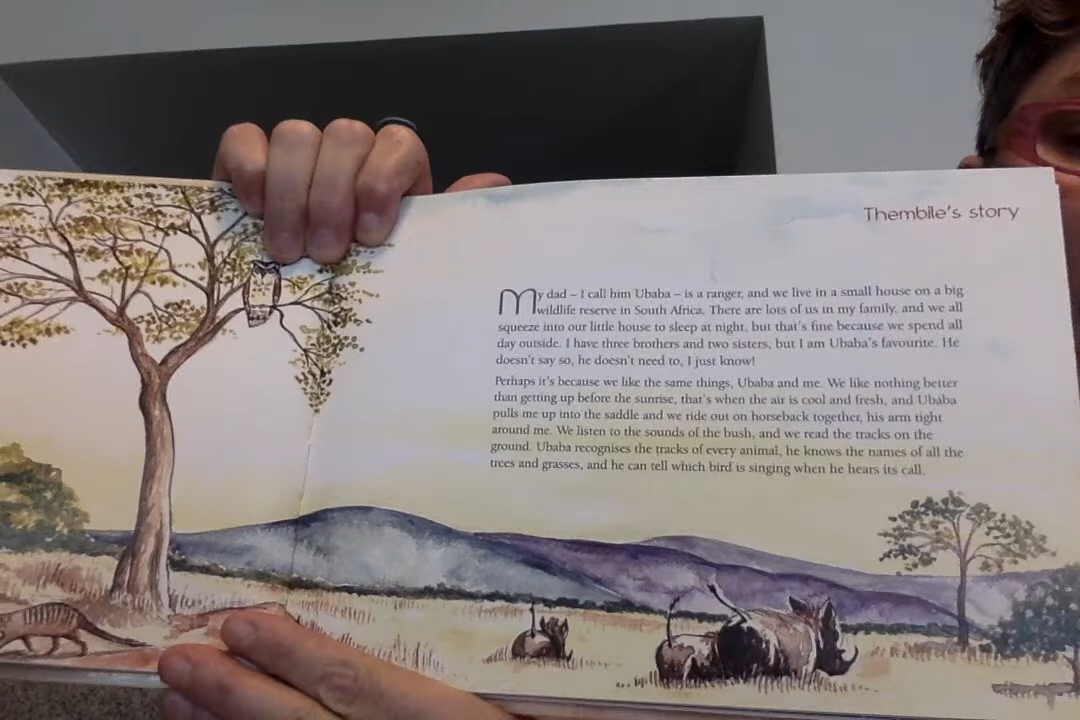 Thembile's story
My dad – I call him Ubaba – is a ranger, and we live in a small house on a big
wildlife reserve in South Africa. There are lots of us in my family, and we all
squeeze into our little house to sleep at night, but that's fine because we spend all
day outside. I have three brothers and two sisters, but I am Ubaba's favourite. He
doesn't say so, he doesn't need to, I just know!
Perhaps it's because we like the same things, Ubaba and me. We like nothing better
than getting up before the sunrise, that's when the air is cool and fresh, and Ubaba
pulls me up into the saddle and we ride out on horseback together, his arm tight
around me. We listen to the sounds of the bush, and we read the tracks on the
ground. Ubaba recognises the tracks of every animal, he knows the names of all the
trees and grasses, and he can tell which bird is singing when he hears its call.